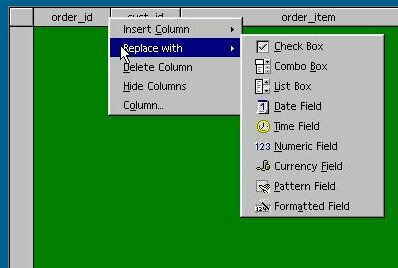 order_id cust_id order_item
Insert Column
Replace with
Delete Column
Hide Columns
Column...
Check Box
Combo Box
List Box
Date Field
Time Field
123 Numeric Field
Currency Field
Pattern Field
Formatted Field